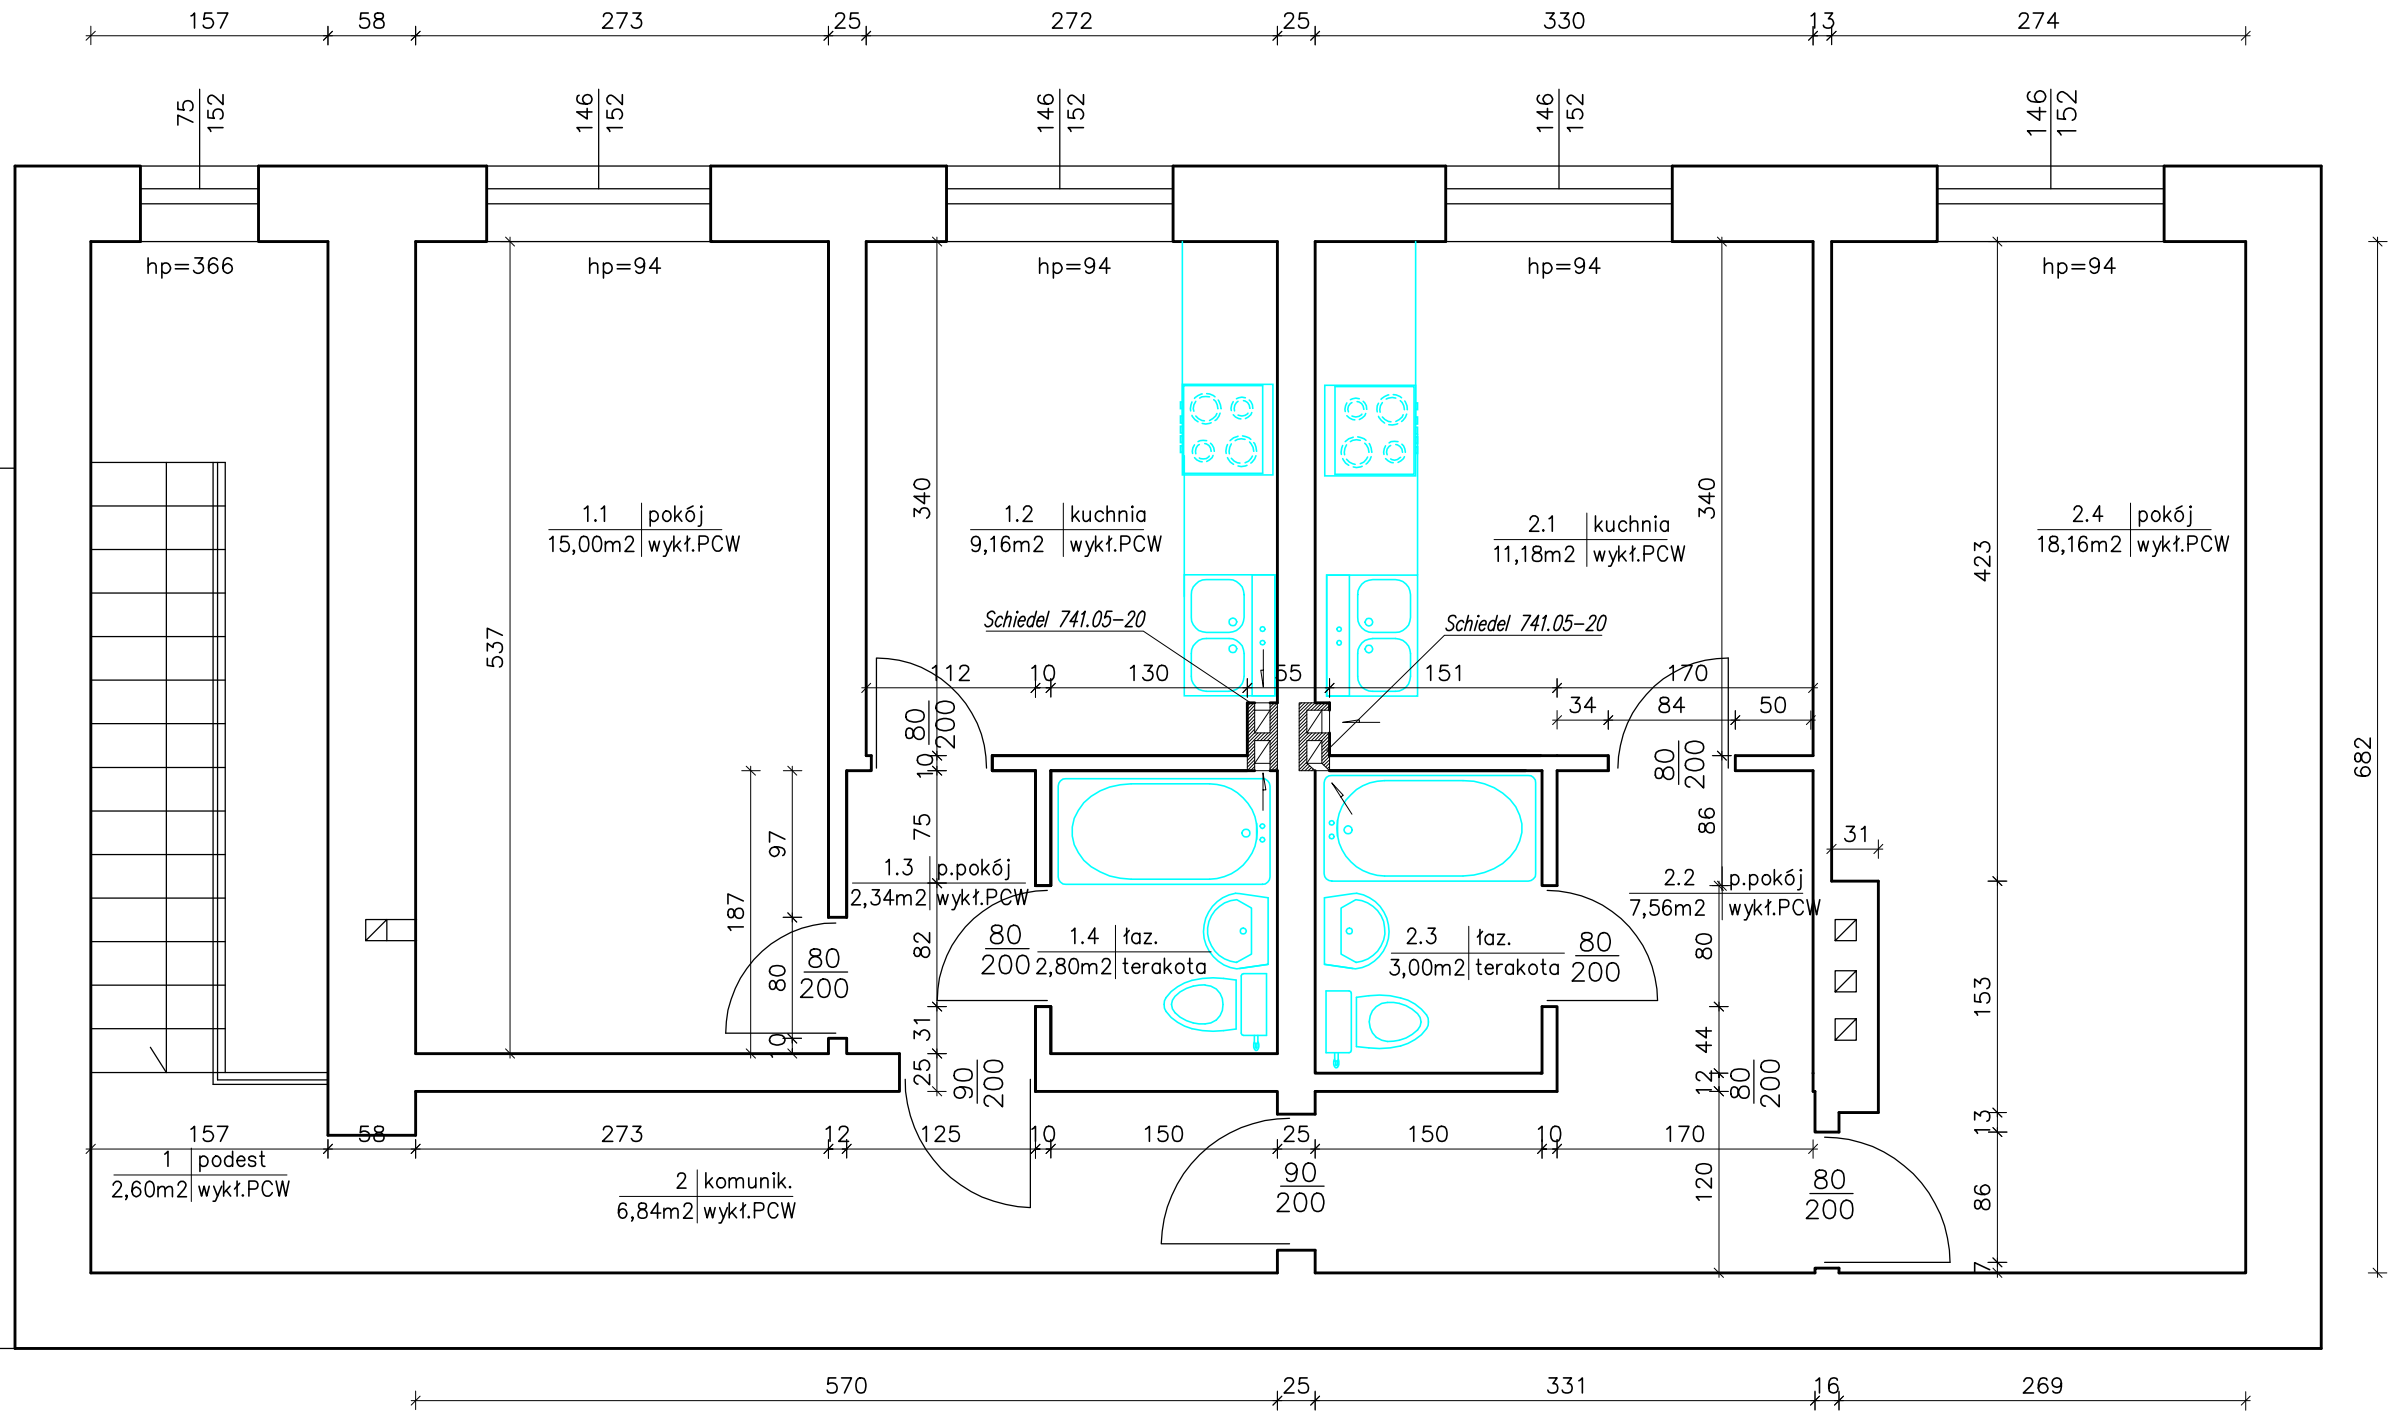 157 58 273 25 272 25 330 13 274
75 146 146 146 146
152 152 152 152 152
hp=366 hp=94 hp=94 hp=94 hp=94
1.1 pokój
15,00m2 wykł.PCW
1.2 kuchnia
9,16m2 wykł.PCW
2.1 kuchnia
11,18m2 wykł.PCW
2.4 pokój
18,16m2 wykł.PCW
340 340
423
537
Schiedel 741.05-20
Schiedel 741.05-20
112 10 130 55 151 170
34 84 50
80
200
80
200
682
10
75
86
97
187
31
1.3 p.pokój
2,34m2 wykł.PCW
2.2 p.pokój
7,56m2 wykł.PCW
82
80
200
1.4 łaz.
2,80m2 terakota
2.3 łaz.
3,00m2 terakota
80
200
80
80
80
200
153
31
44
10
25
12
90
200
80
200
13
157 58 273 12 125 10 150 25 150 10 170
1 podest
2,60m2 wykł.PCW
2 komunik.
6,84m2 wykł.PCW
90
200
120
80
200
86
7
570 25 331 16 269